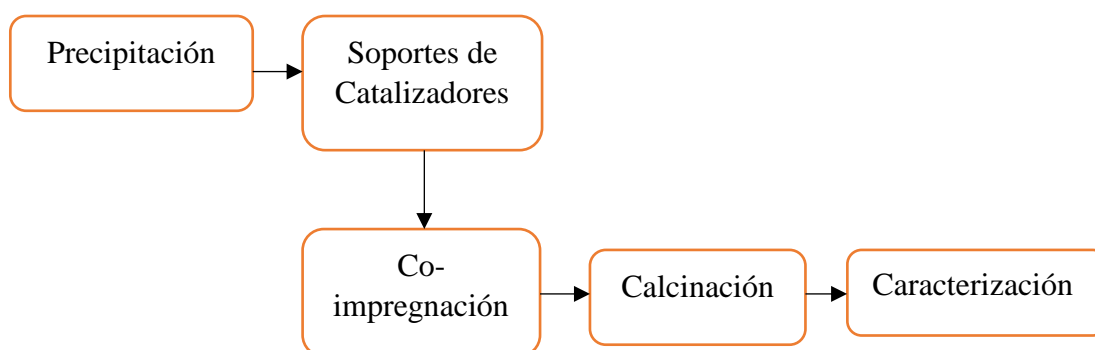 Precipitación
Soportes de
Catalizadores
Co-
impregnación
Calcinación
Caracterización